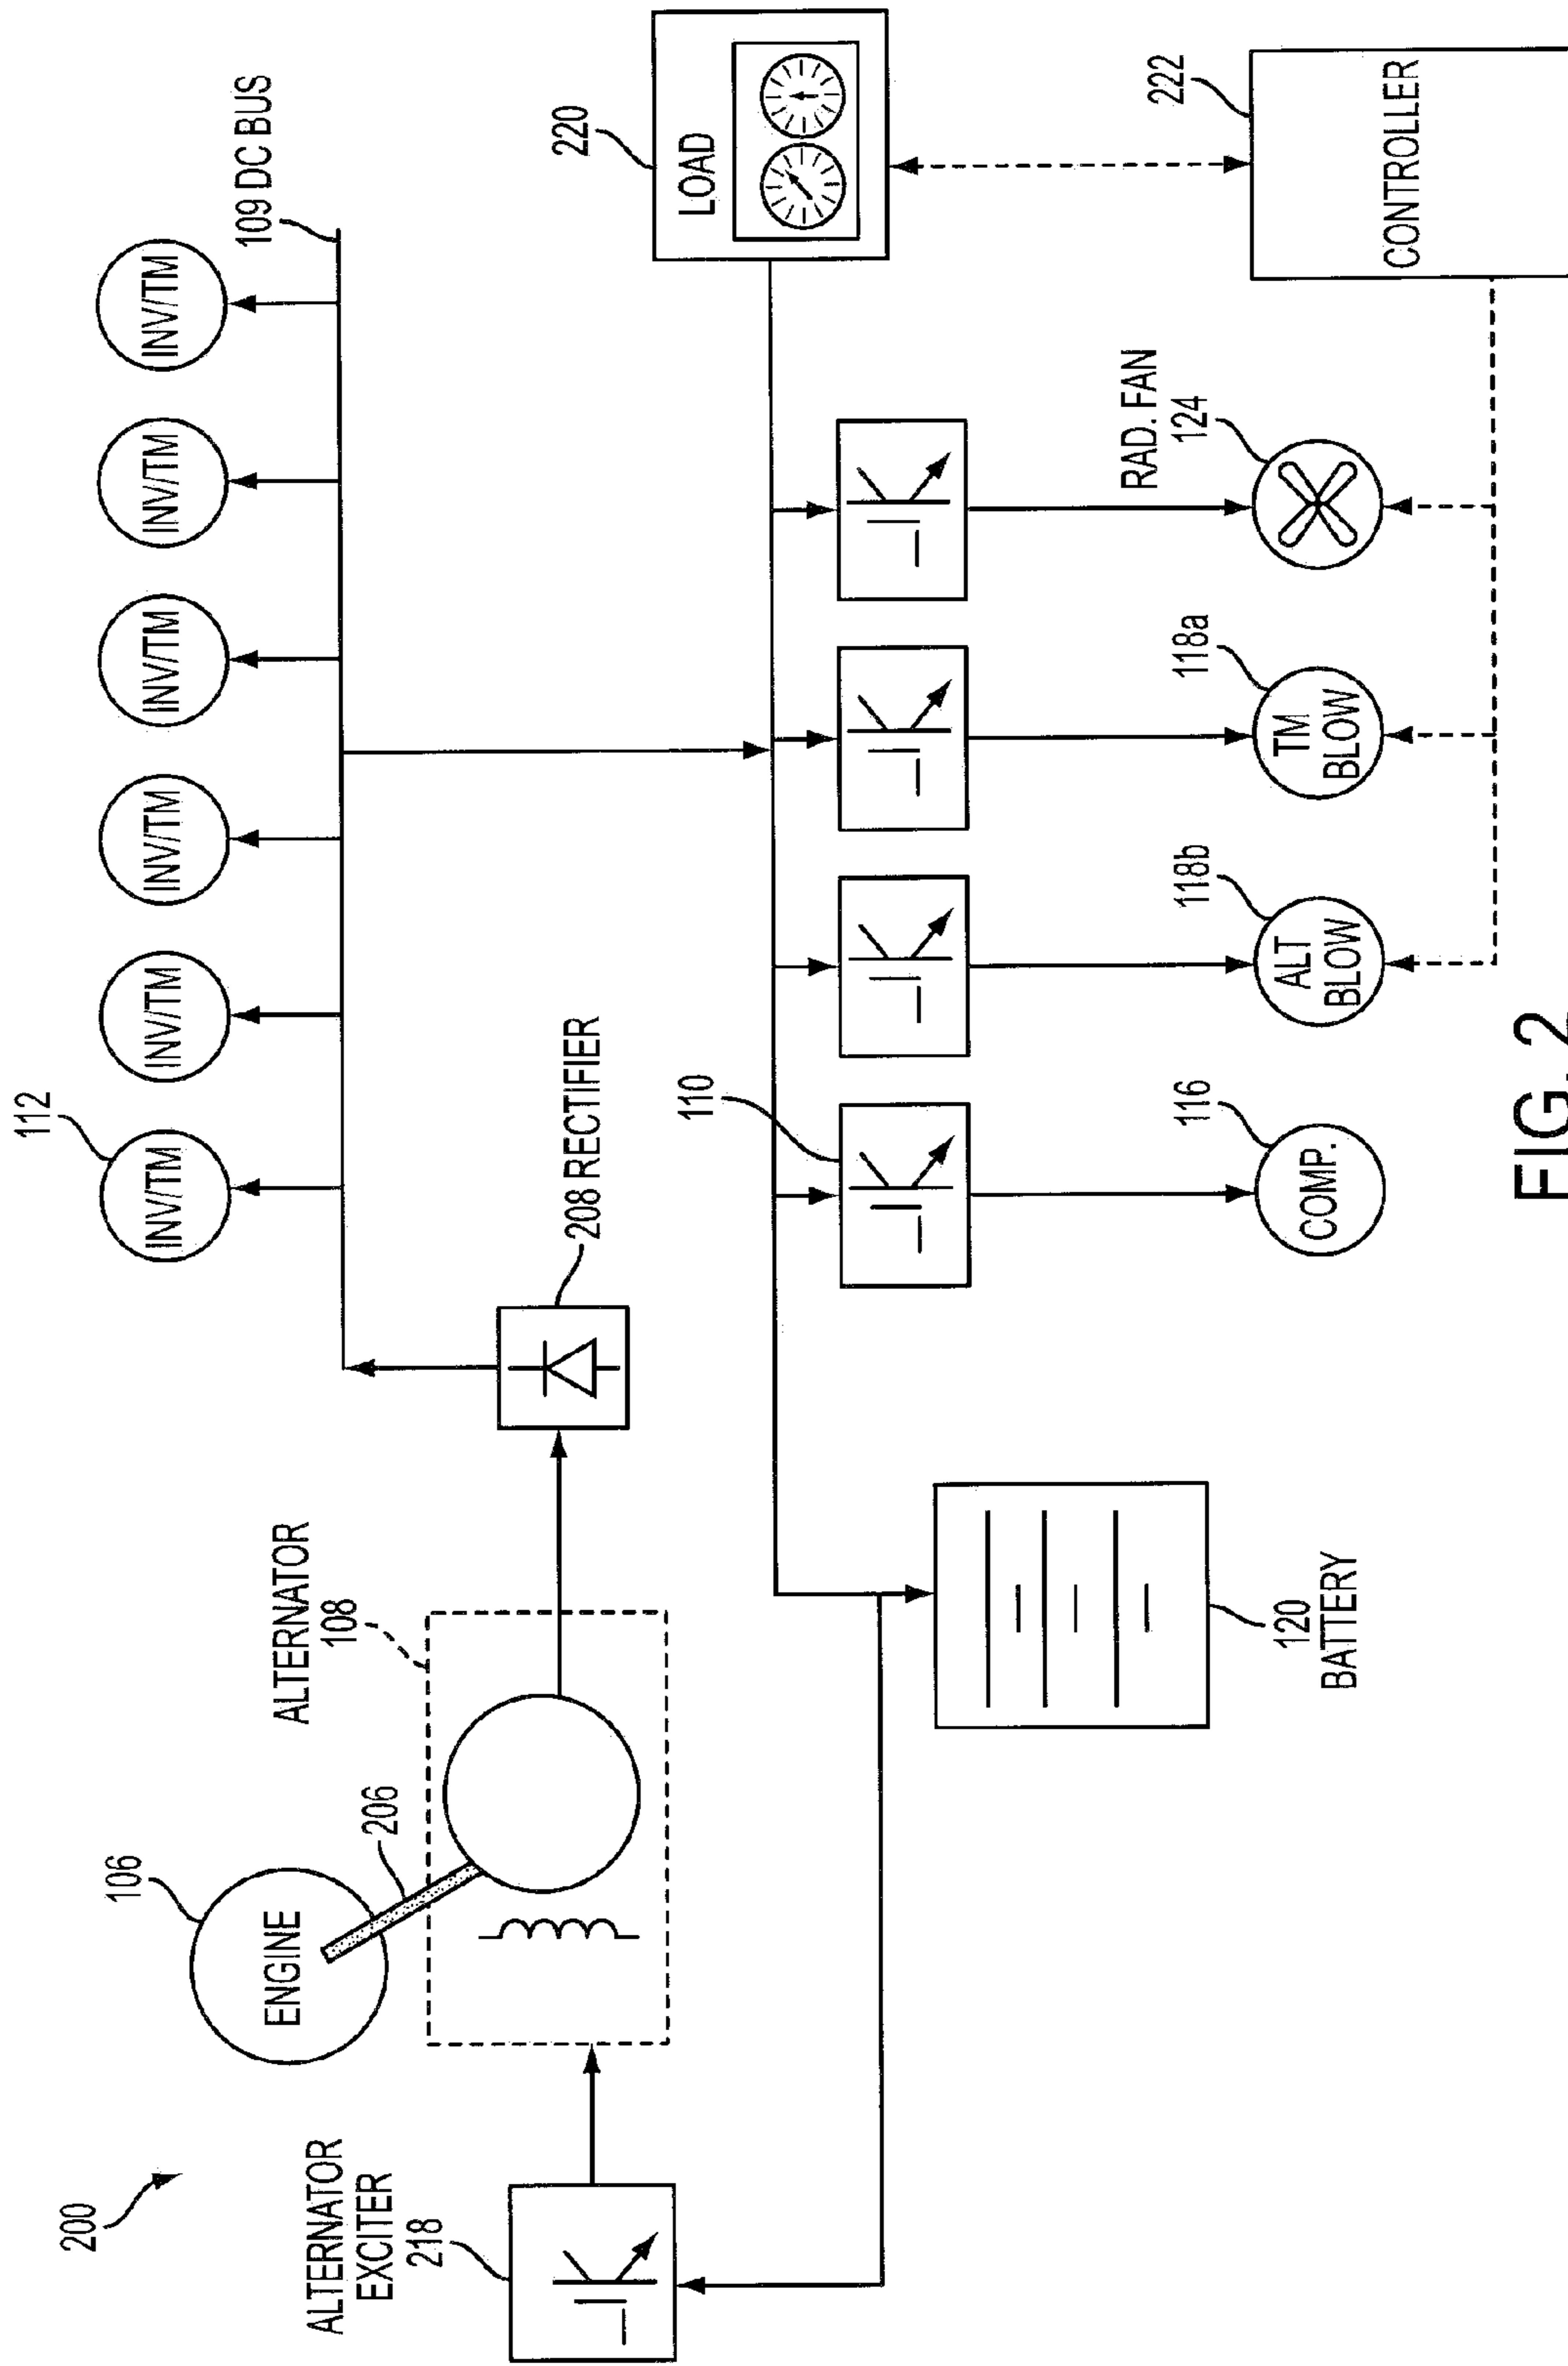 200
112
INV/TM
INV/TM
INV/TM
INV/TM
INV/TM
INV/TM
109 DC BUS
106
ENGINE
206
ALTERNATOR
108
208 RECTIFIER
ALTERNATOR
EXCITER
218
220
LOAD
110
120
BATTERY
116
COMP.
118b
ALT
BLOW
118a
TM
BLOW
RAD. FAN
124
222
CONTROLLER
FIG. 2